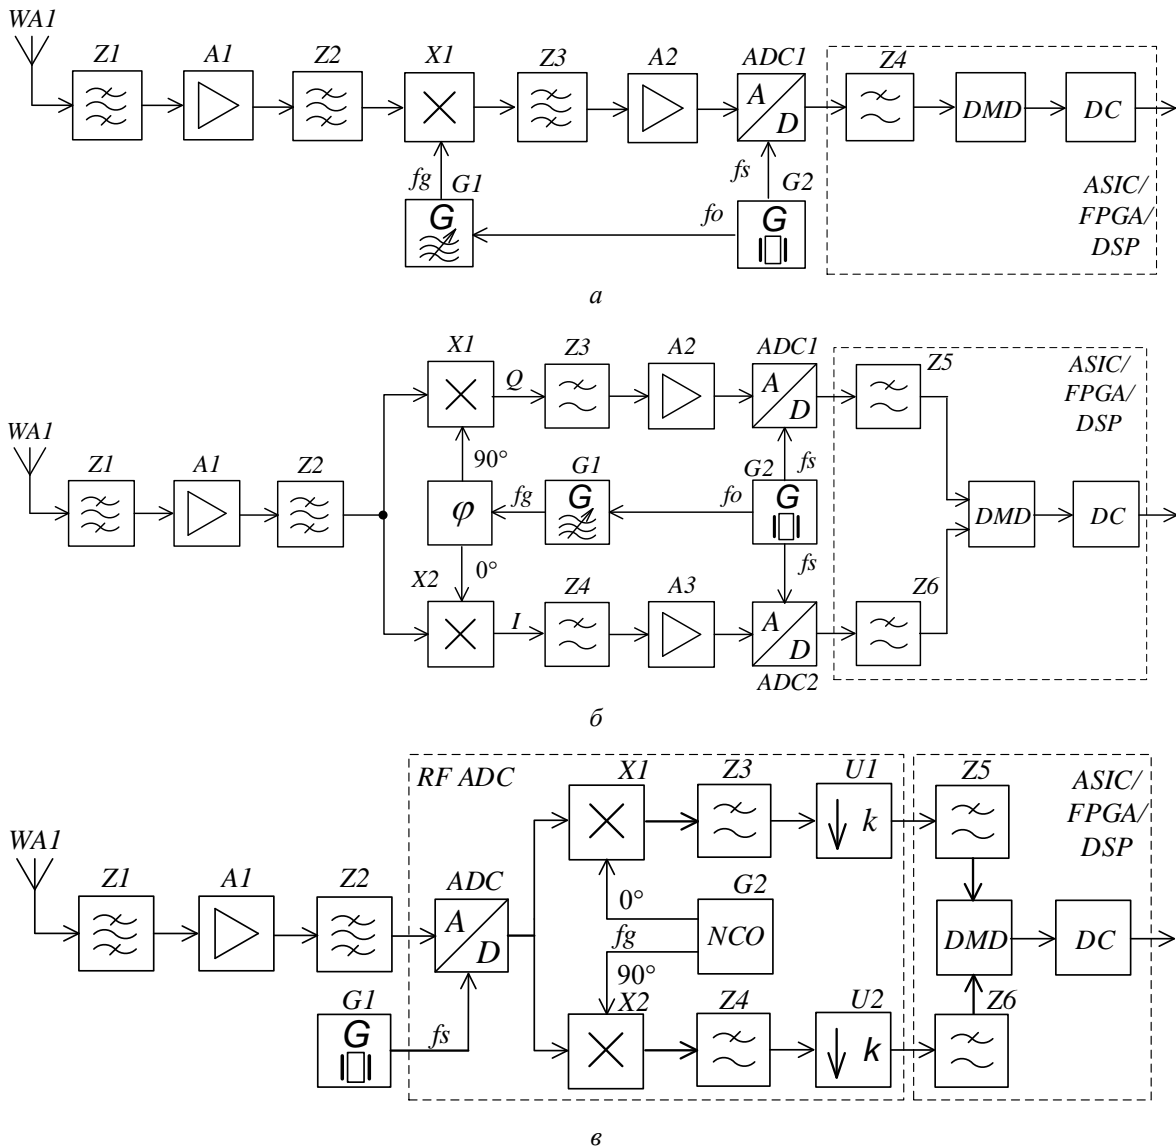 WA1
Z1
A1
Z2
X1
Z3
A2
ADC1
A
D
Z4
DMD
DC
fg
G1
G
fo
fs
G2
G
ASIC/
FPGA/
DSP
а
WA1
Z1
A1
Z2
X1
Q
Z3
A2
ADC1
A
D
Z5
ASIC/
FPGA/
DSP
90°
φ
fg
G1
G
fo
G2
G
fs
fs
DMD
DC
0°
X2
I
Z4
A3
A
D
ADC2
Z6
б
RF ADC
WA1
Z1
A1
Z2
ADC
A
D
X1
Z3
U1
k
Z5
ASIC/
FPGA/
DSP
0°
fg
90°
G2
NCO
DMD
DC
G1
G
fs
X2
Z4
U2
k
Z6
в